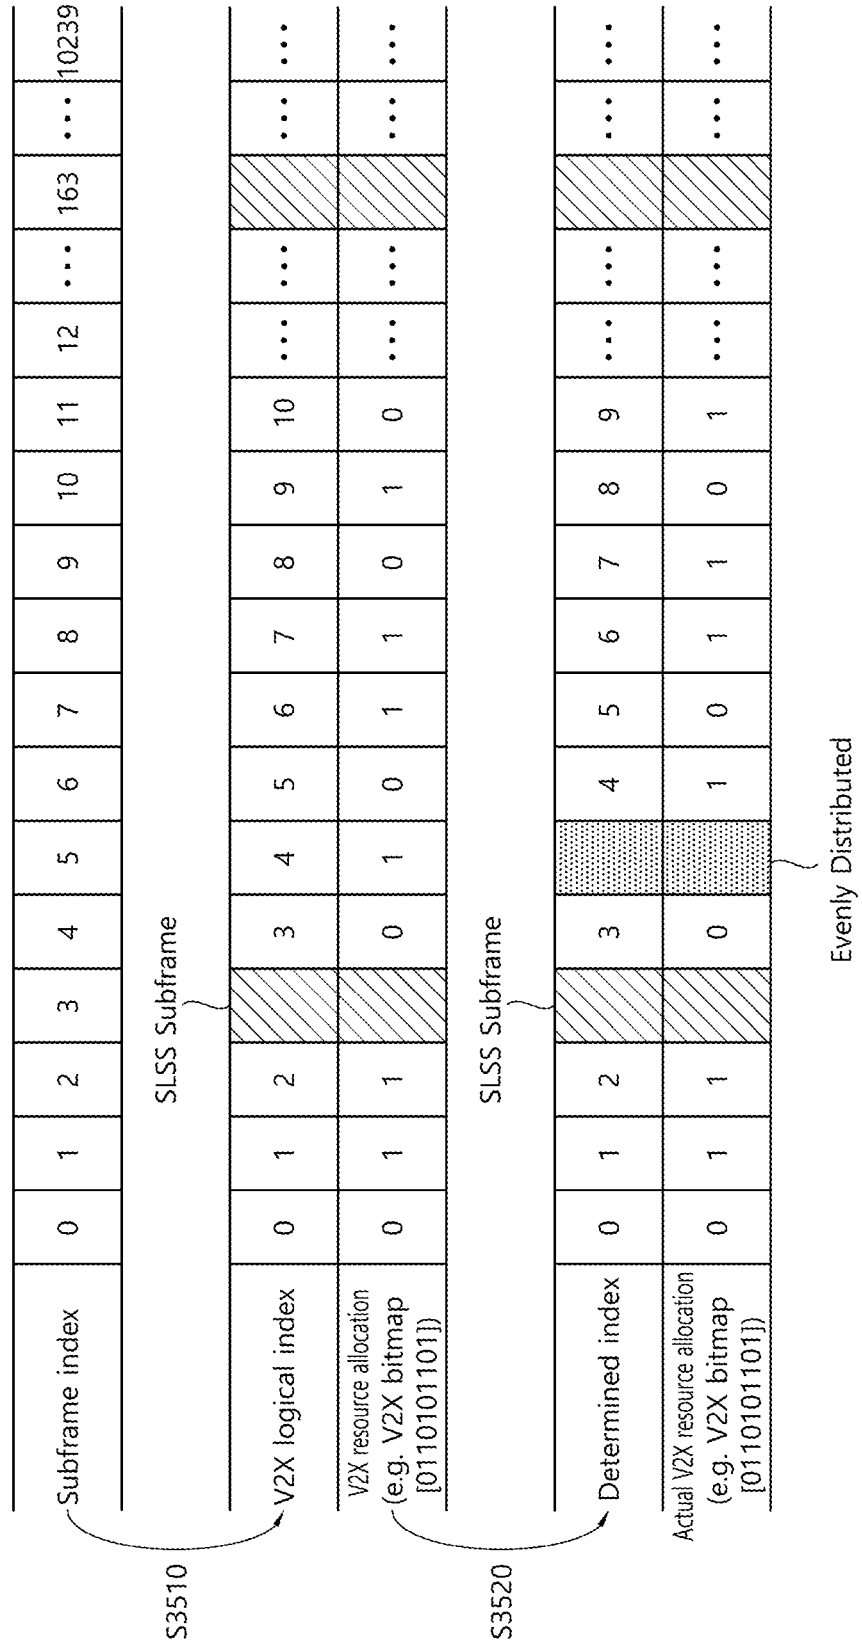 Subframe index 0 1 2 3 4 5 6 7 8 9 10 11 12 ... 163 ... 10239
S3510
SLSS Subframe
V2X logical index 0 1 2 3 4 5 6 7 8 9 10 ... ... ... ...
V2X resource allocation
(e.g. V2X bitmap
[0110101101])
0 1 1 0 1 0 1 1 0 1 0 ... ... ... ...
S3520
SLSS Subframe
Determined index 0 1 2 3 4 5 6 7 8 9 ... ... ... ...
Actual V2X resource allocation
(e.g. V2X bitmap
[0110101101])
0 1 1 0 1 0 1 1 0 1 ... ... ... ...
Evenly Distributed